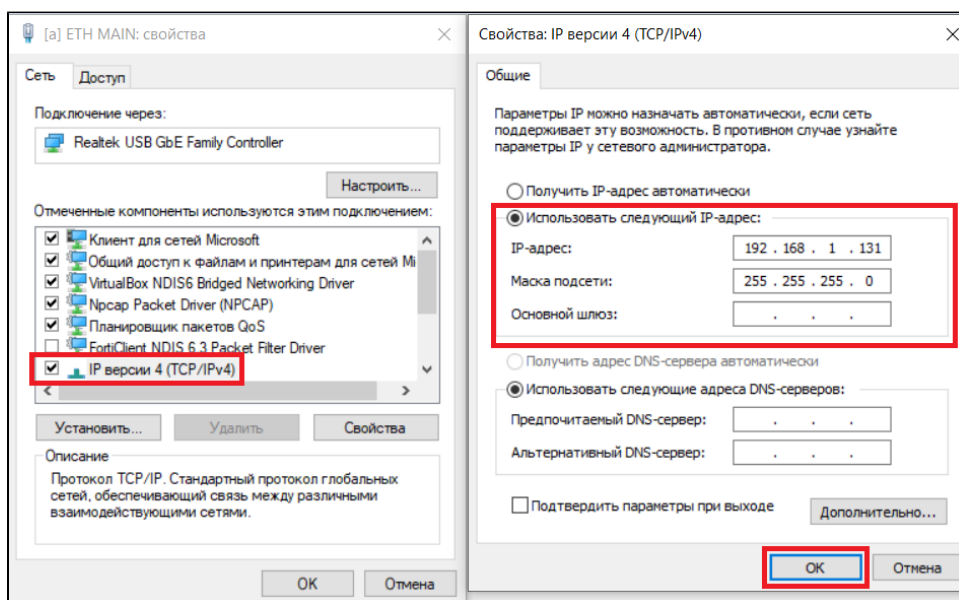 [a] ETH MAIN: свойства
Сеть
Доступ
Подключение через:
Realtek USB GbE Family Controller
Настроить...
Отмеченные компоненты используются этим подключением:
Клиент для сетей Microsoft
Общий доступ к файлам и принтерам для сетей Mi
VirtualBox NDIS6 Bridged Networking Driver
Npcap Packet Driver (NPCAP)
Планировщик пакетов QoS
FortiClient NDIS 6.3 Packet Filter Driver
IP версии 4 (TCP/IPv4)
Установить...
Удалить
Свойства
Описание
Протокол TCP/IP. Стандартный протокол глобальных
сетей, обеспечивающий связь между различными
взаимодействующими сетями.
OK
Отмена
Свойства: IP версии 4 (TCP/IPv4)
Общие
Параметры IP можно назначать автоматически, если сеть
поддерживает эту возможность. В противном случае узнайте
параметры IP у сетевого администратора.
Получить IP-адрес автоматически
Использовать следующий IP-адрес:
IP-адрес: 192 . 168 . 1 . 131
Маска подсети: 255 . 255 . 255 . 0
Основной шлюз: . . .
Получить адрес DNS-сервера автоматически
Использовать следующие адреса DNS-серверов:
Предпочитаемый DNS-сервер: . . .
Альтернативный DNS-сервер: . . .
Подтвердить параметры при выходе
Дополнительно...
OK
Отмена